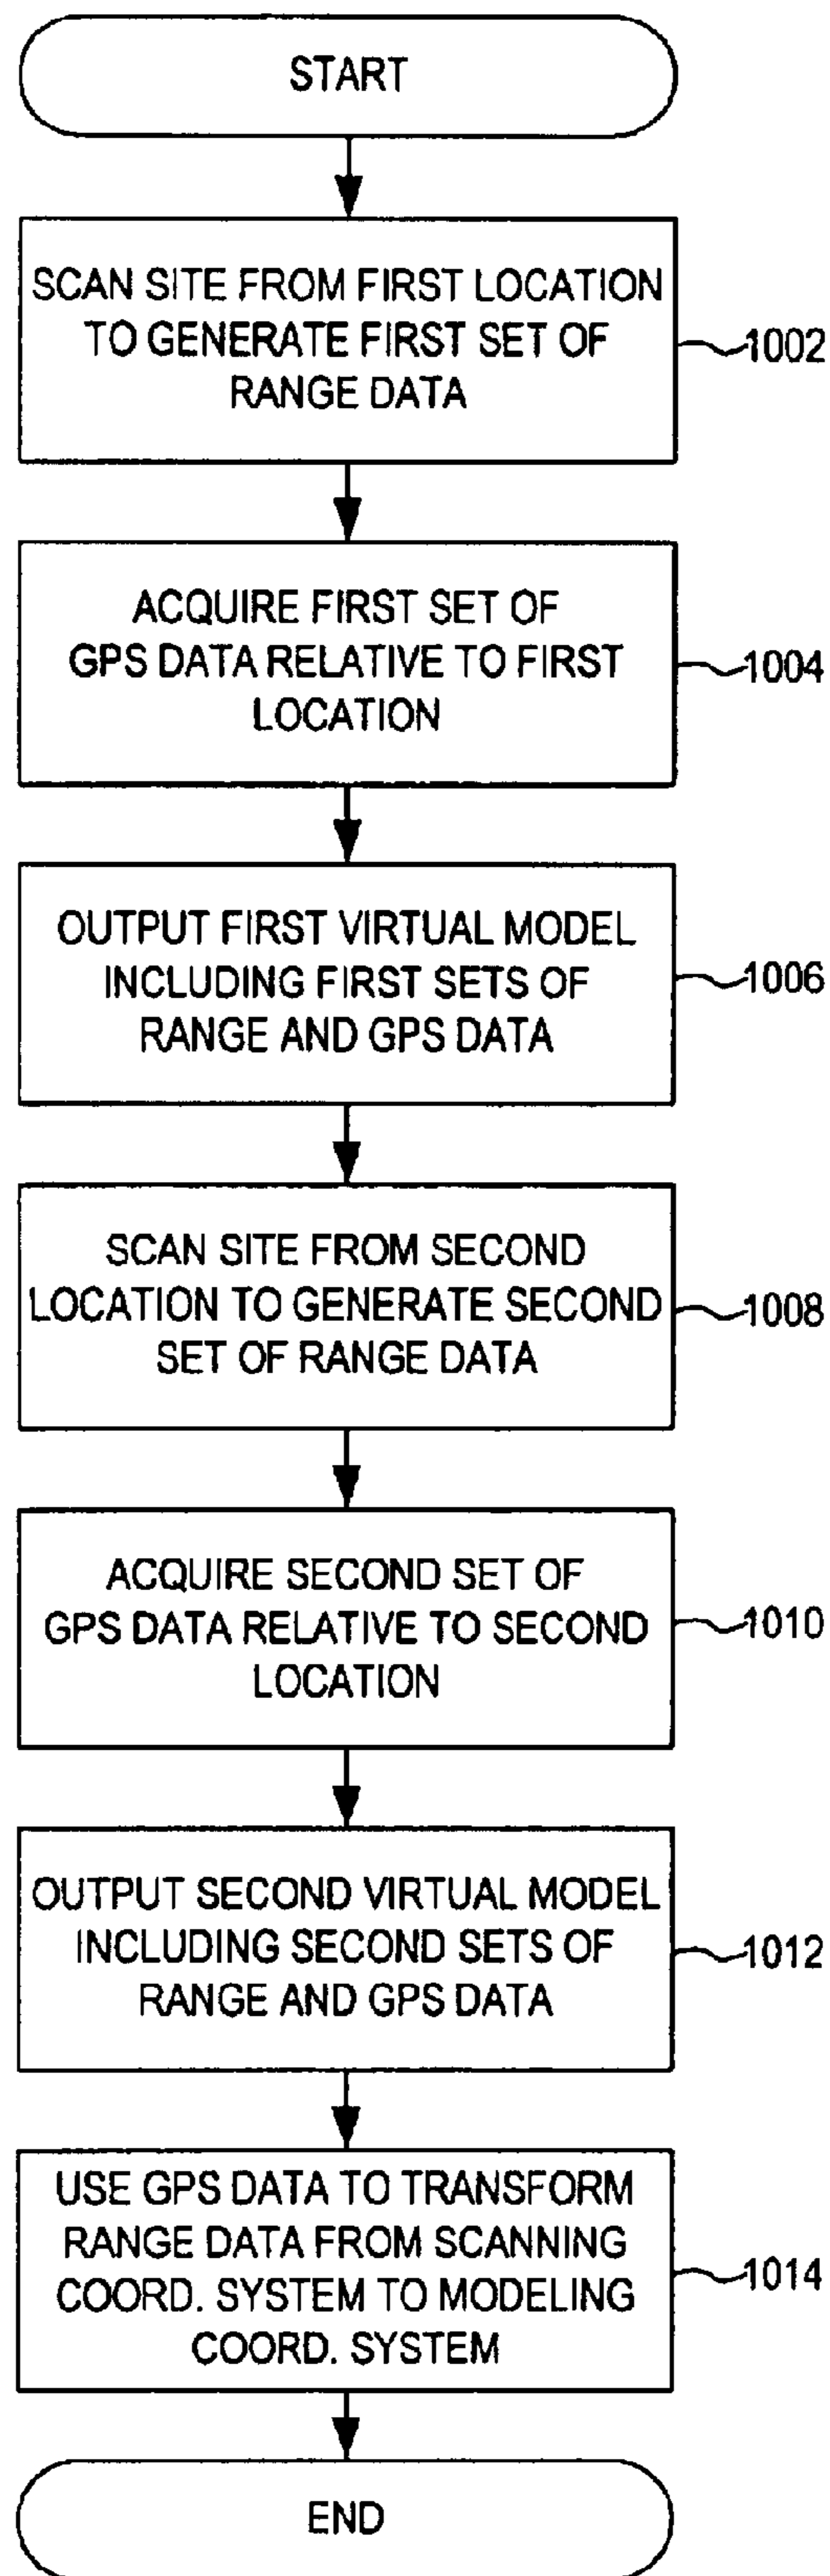 START
SCAN SITE FROM FIRST LOCATION
TO GENERATE FIRST SET OF
RANGE DATA
1002
ACQUIRE FIRST SET OF
GPS DATA RELATIVE TO FIRST
LOCATION
1004
OUTPUT FIRST VIRTUAL MODEL
INCLUDING FIRST SETS OF
RANGE AND GPS DATA
1006
SCAN SITE FROM SECOND
LOCATION TO GENERATE SECOND
SET OF RANGE DATA
1008
ACQUIRE SECOND SET OF
GPS DATA RELATIVE TO SECOND
LOCATION
1010
OUTPUT SECOND VIRTUAL MODEL
INCLUDING SECOND SETS OF
RANGE AND GPS DATA
1012
USE GPS DATA TO TRANSFORM
RANGE DATA FROM SCANNING
COORD. SYSTEM TO MODELING
COORD. SYSTEM
1014
END